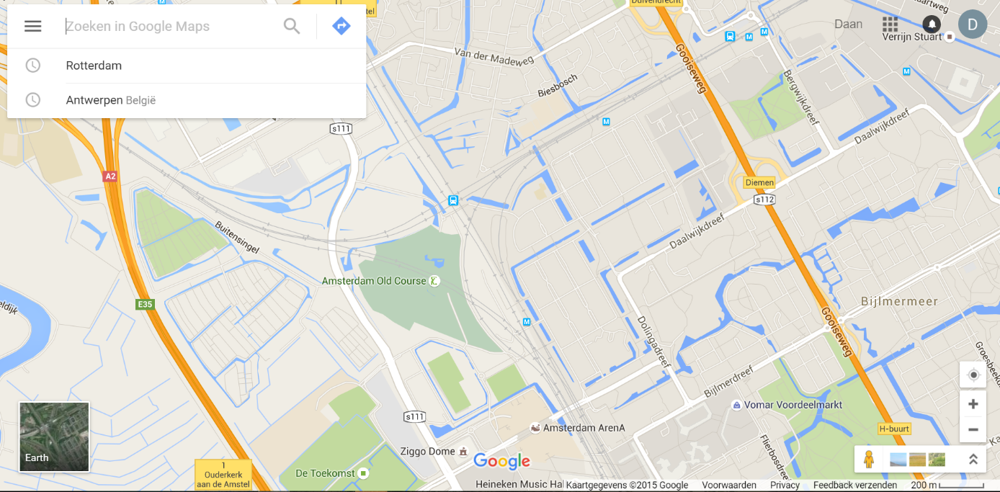 Zoeken in Google Maps
Rotterdam
Antwerpen België
Duivendrecht
Daan
D
Verrijn Stuart
M
M
M
M
M
M
Van der Madeweg
Biesbosch
Gooiseweg
Bergwijkdreef
Daalwijkdreef
s111
A2
Diemen
s112
Buitensingel
Daalwijkdreef
Amsterdam Old Course
E35
Bijlmermeer
Gooiseweg
Dolingadreef
Bijlmerdreef
Vomar Voordeelmarkt
s111
Amsterdam ArenA
H-buurt
Earth
Ziggo Dome
Google
Flierbosdreef
1
Ouderkerk
aan de Amstel
De Toekomst
Heineken Music Hal
Kaartgegevens ©2015 Google
Voorwaarden
Privacy
Feedback verzenden
200 m